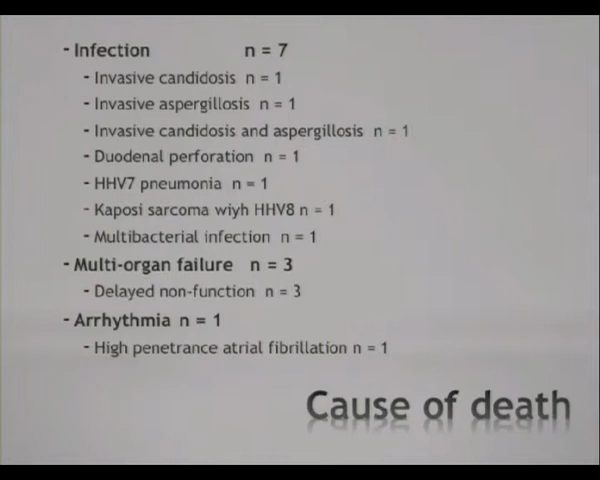 - Infection n = 7
- Invasive candidosis n = 1
- Invasive aspergillosis n = 1
- Invasive candidosis and aspergillosis n = 1
- Duodenal perforation n = 1
- HHV7 pneumonia n = 1
- Kaposi sarcoma wiyh HHV8 n = 1
- Multibacterial infection n = 1
- Multi-organ failure n = 3
- Delayed non-function n = 3
- Arrhythmia n = 1
- High penetrance atrial fibrillation n = 1
Cause of death